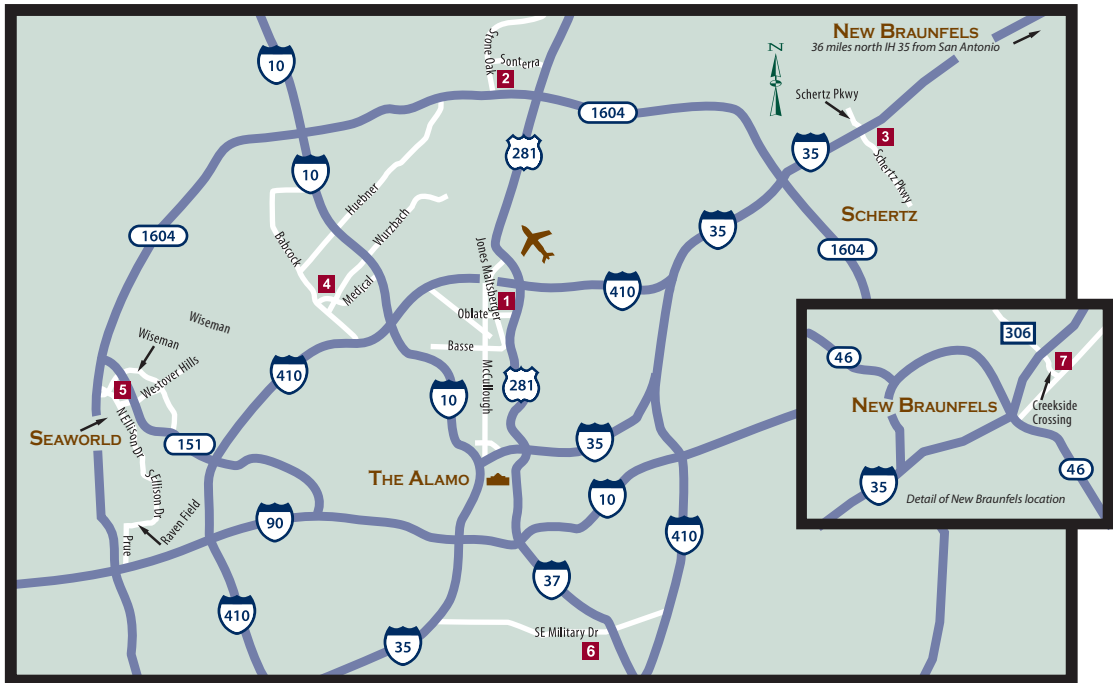 NEW BRAUNFELS
36 miles north IH 35 from San Antonio
10
Stone Oak
Sonterra
2
N
Schertz Pkwy
1604
3
281
35
Schertz Pkwy
10
Huebner
Wurzbach
Babcock
SCHERTZ
1604
35
1604
Jones Maltsberger
4
Medical
410
1
Oblate
Wiseman
Wiseman
Basse
306
7
46
McCullough
410
281
5
Westover Hills
10
NEW BRAUNFELS
Creekside
Crossing
SEAWORLD
N Ellison Dr
151
35
46
THE ALAMO
S Ellison Dr
35
10
Detail of New Braunfels location
Raven Field
90
Prue
410
37
410
SE Military Dr
35
6